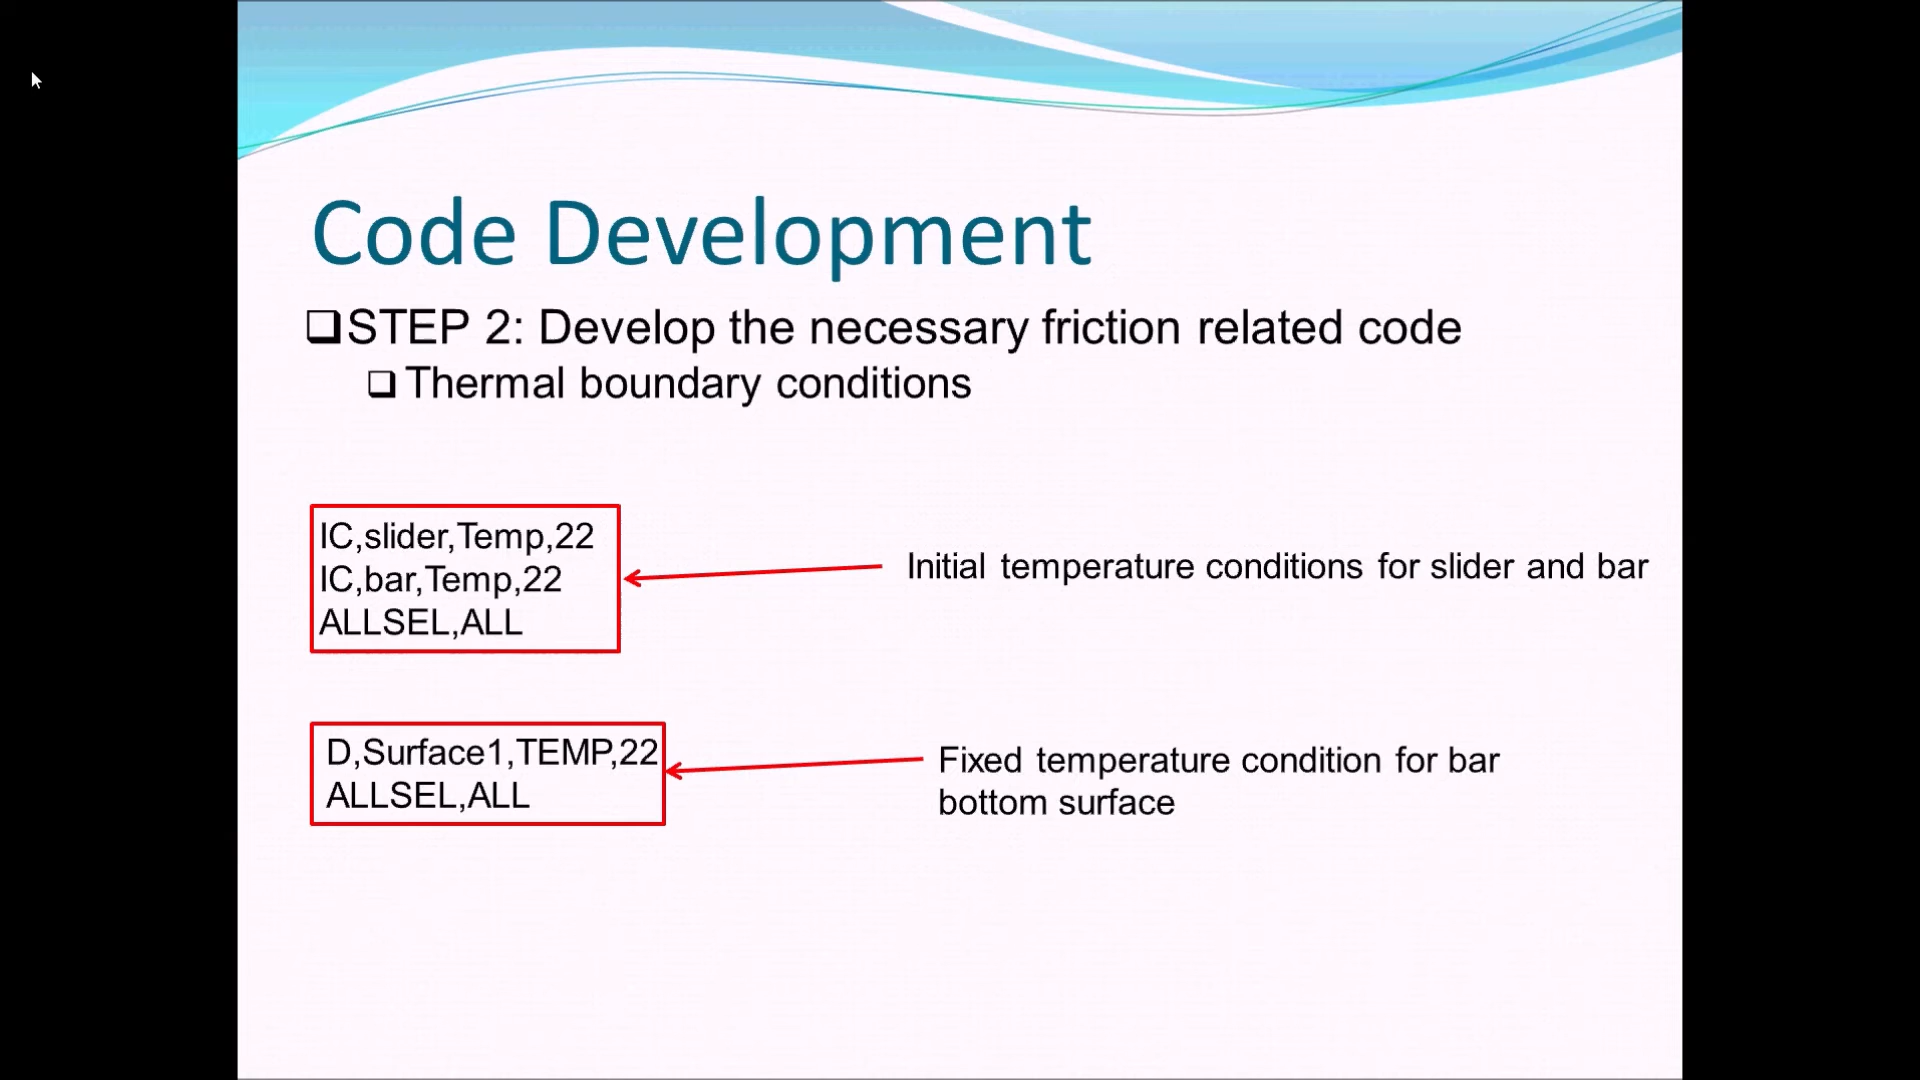 Code Development
STEP 2: Develop the necessary friction related code
Thermal boundary conditions
IC,slider,Temp,22
IC,bar,Temp,22
ALLSEL,ALL
Initial temperature conditions for slider and bar
D,Surface1,TEMP,22
ALLSEL,ALL
Fixed temperature condition for bar
bottom surface